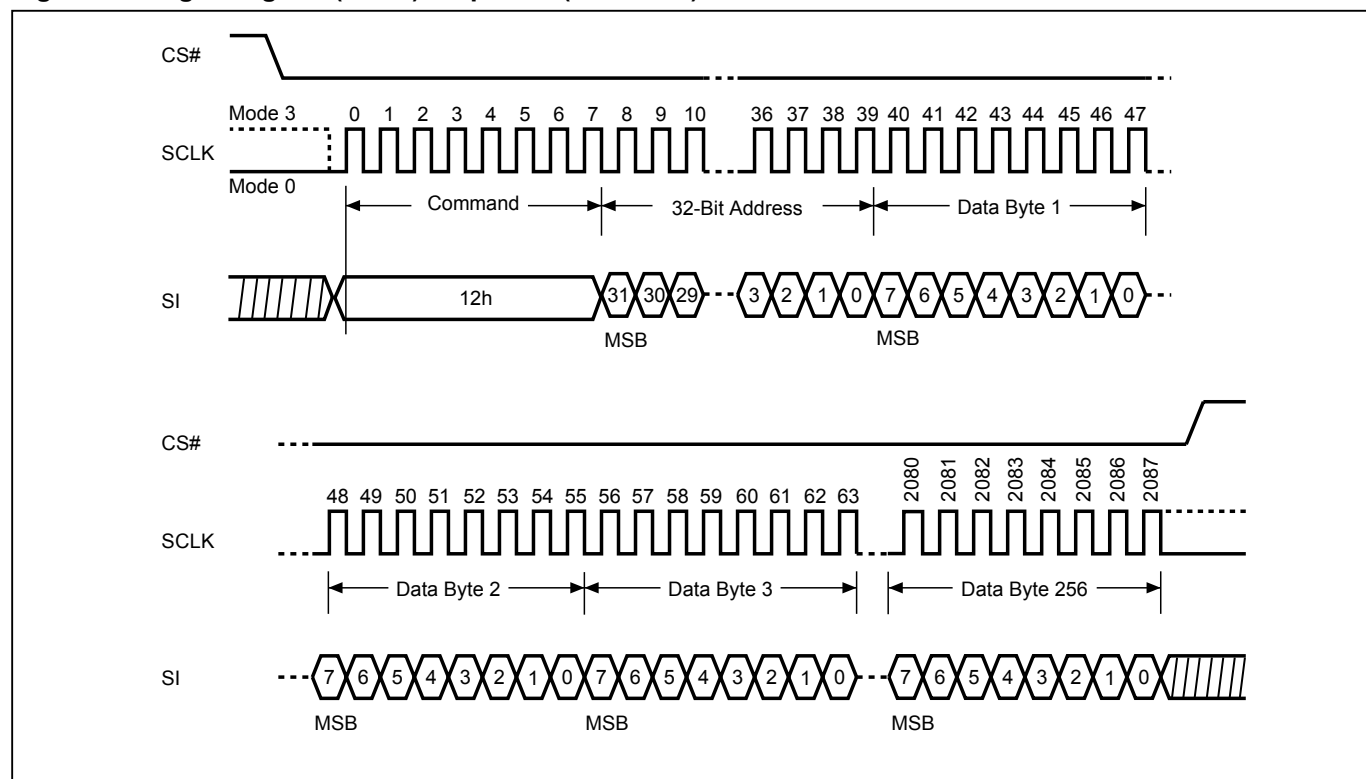 CS#
Mode 3
0 1 2 3 4 5 6 7 8 9 10 36 37 38 39 40 41 42 43 44 45 46 47
SCLK
Mode 0
Command 32-Bit Address Data Byte 1
SI 12h 31 30 29 3 2 1 0 7 6 5 4 3 2 1 0
MSB MSB
CS#
48 49 50 51 52 53 54 55 56 57 58 59 60 61 62 63 2080 2081 2082 2083 2084 2085 2086 2087
SCLK
Data Byte 2 Data Byte 3 Data Byte 256
SI 7 6 5 4 3 2 1 0 7 6 5 4 3 2 1 0 7 6 5 4 3 2 1 0
MSB MSB MSB